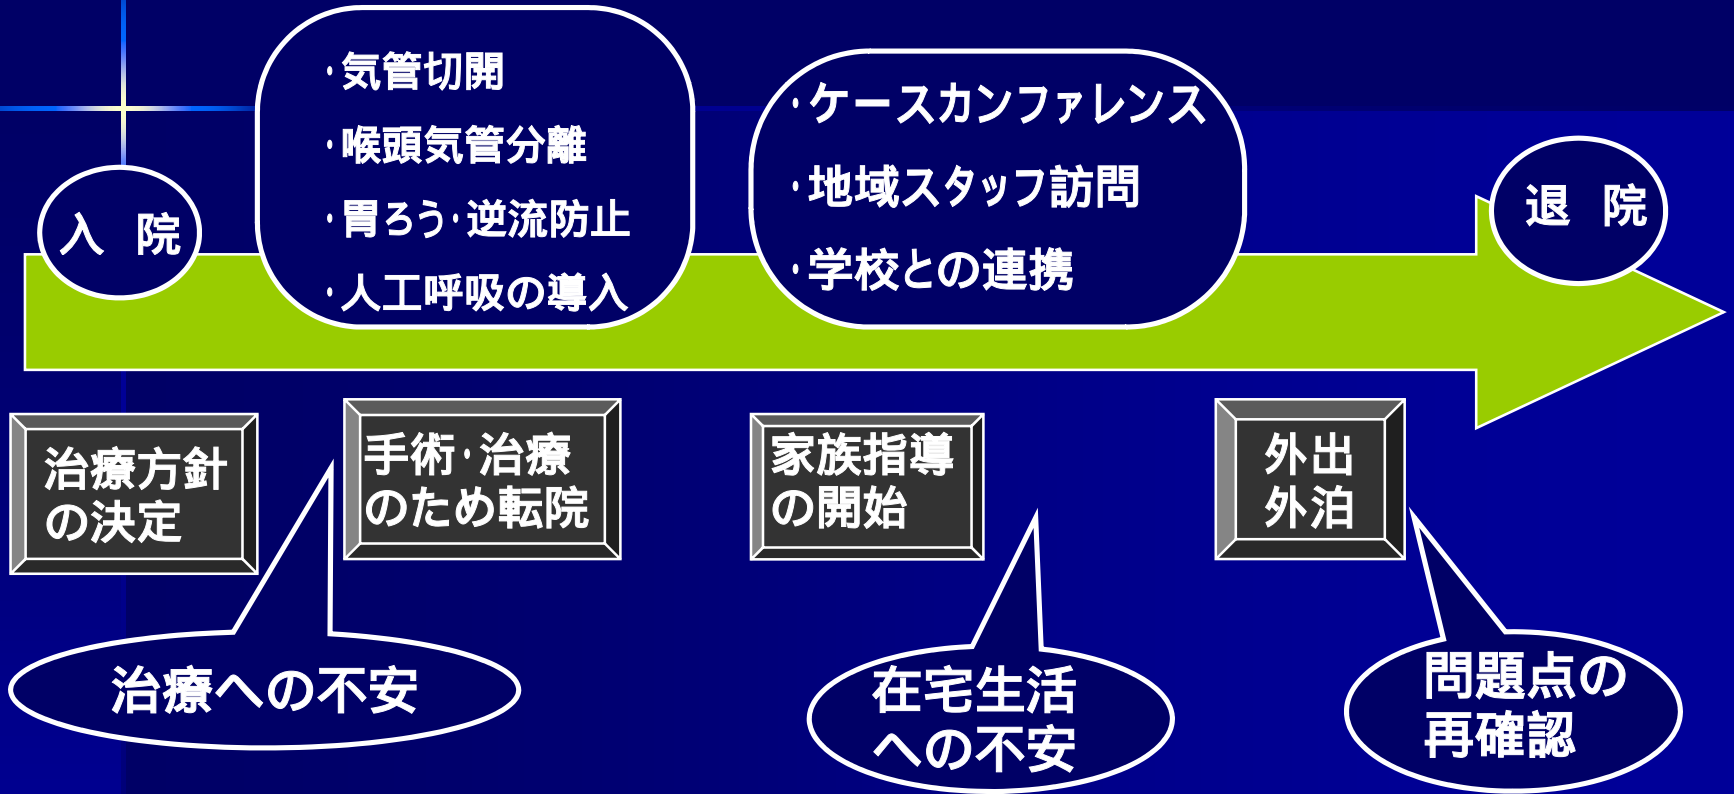 入 院
・気管切開
・喉頭気管分離
・胃ろう・逆流防止
・人工呼吸の導入
・ケースカンファレンス
・地域スタッフ訪問
・学校との連携
退 院
治療方針
の決定
手術・治療
のため転院
家族指導
の開始
外出
外泊
治療への不安
在宅生活
への不安
問題点の
再確認